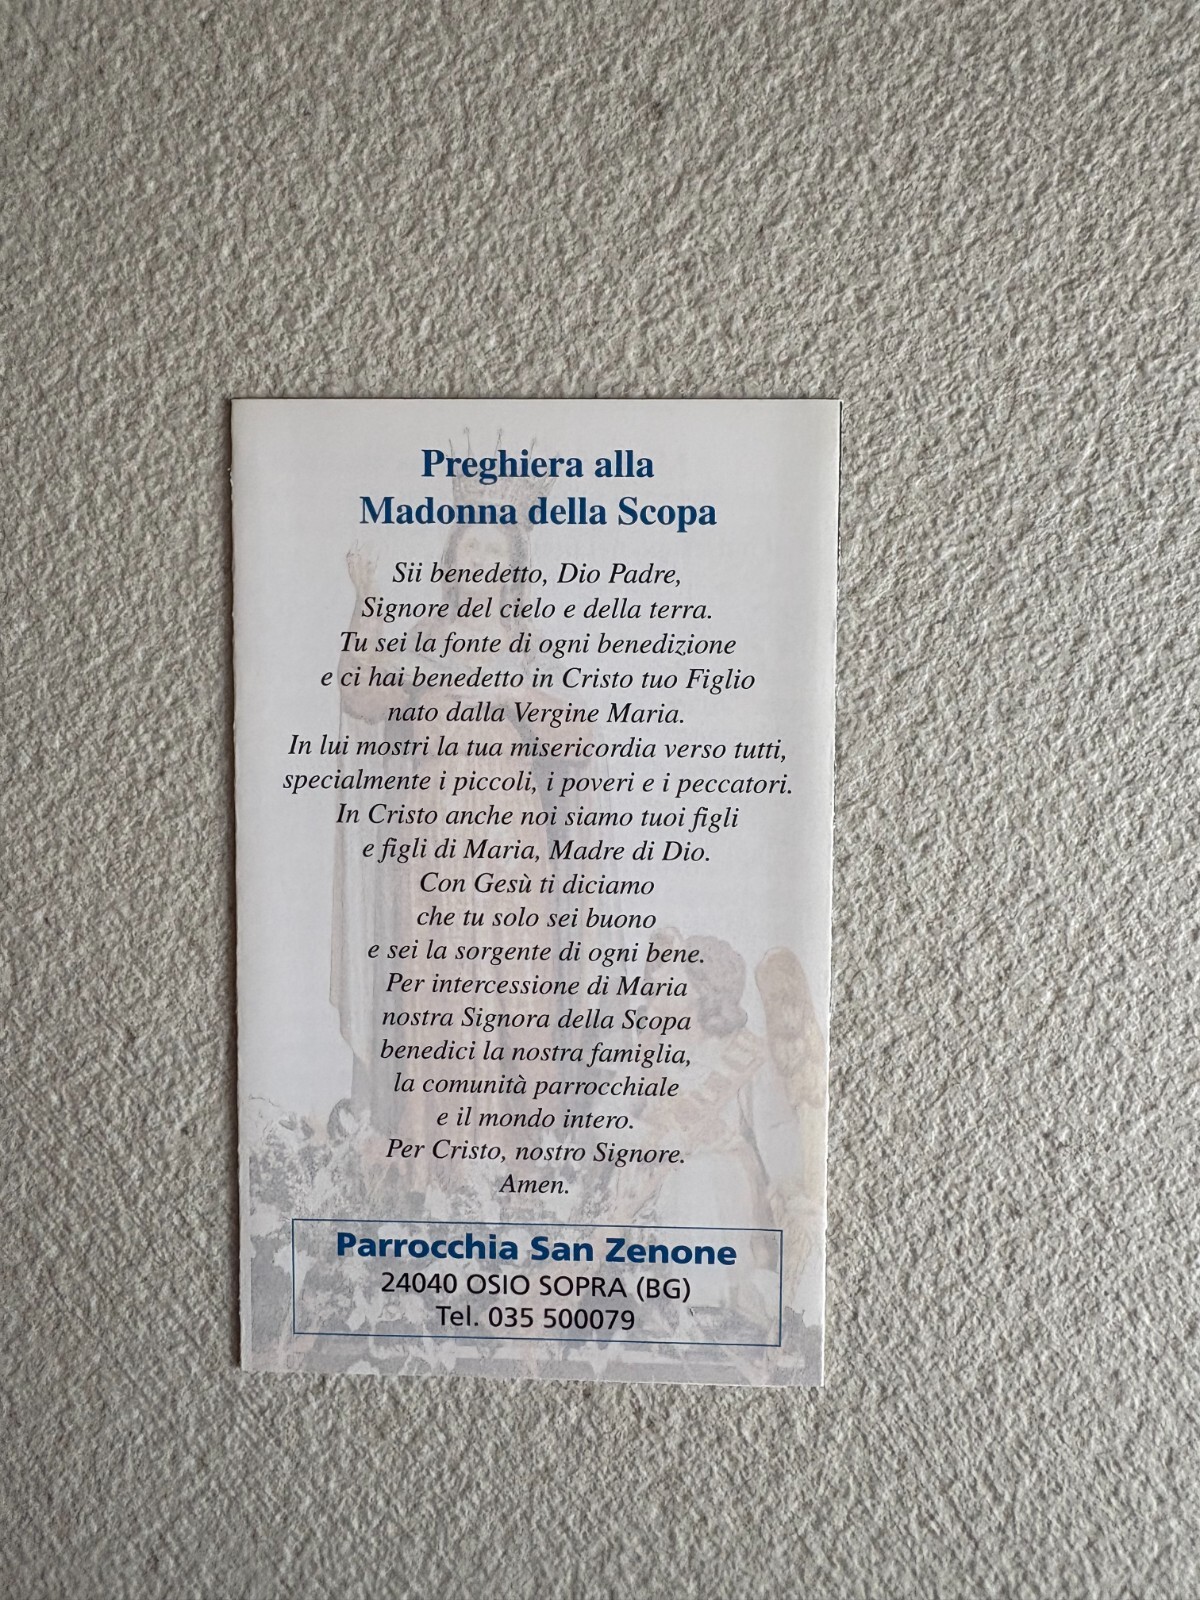 Preghiera alla
Madonna della Scopa
Sii benedetto, Dio Padre,
Signore del cielo e della terra.
Tu sei la fonte di ogni benedizione
e ci hai benedetto in Cristo tuo Figlio
nato dalla Vergine Maria.
In lui mostri la tua misericordia verso tutti,
specialmente i piccoli, i poveri e i peccatori.
In Cristo anche noi siamo tuoi figli
e figli di Maria, Madre di Dio.
Con Gesù ti diciamo
che tu solo sei buono
e sei la sorgente di ogni bene.
Per intercessione di Maria
nostra Signora della Scopa
benedici la nostra famiglia,
la comunità parrocchiale
e il mondo intero.
Per Cristo, nostro Signore.
Amen.
Parrocchia San Zenone
24040 OSIO SOPRA (BG)
Tel. 035 500079